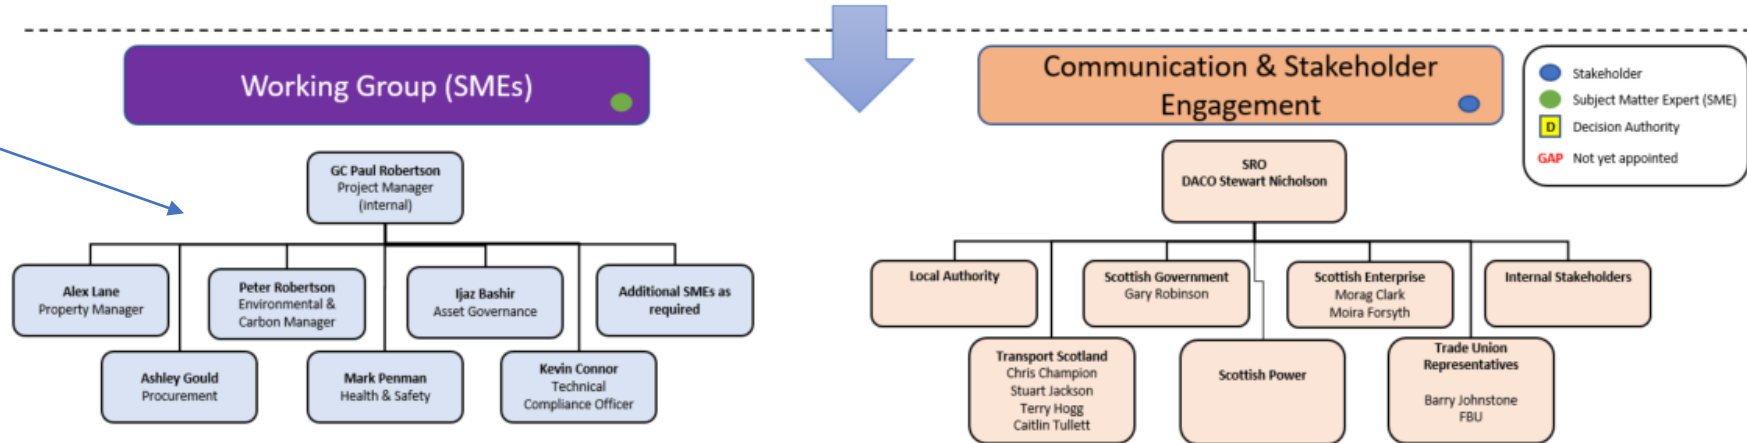 Working Group (SMEs)
Communication & Stakeholder
Engagement
Stakeholder
Subject Matter Expert (SME)
D Decision Authority
GAP Not yet appointed
GC Paul Robertson
Project Manager
(internal)
Alex Lane
Property Manager
Peter Robertson
Environmental &
Carbon Manager
Ijaz Bashir
Asset Governance
Additional SMEs as
required
Ashley Gould
Procurement
Mark Penman
Health & Safety
Kevin Connor
Technical
Compliance Officer
SRO
DACO Stewart Nicholson
Local Authority
Scottish Government
Gary Robinson
Scottish Enterprise
Morag Clark
Moira Forsyth
Internal Stakeholders
Transport Scotland
Chris Champion
Stuart Jackson
Terry Hogg
Caitlin Tullett
Scottish Power
Trade Union
Representatives
Barry Johnstone
FBU